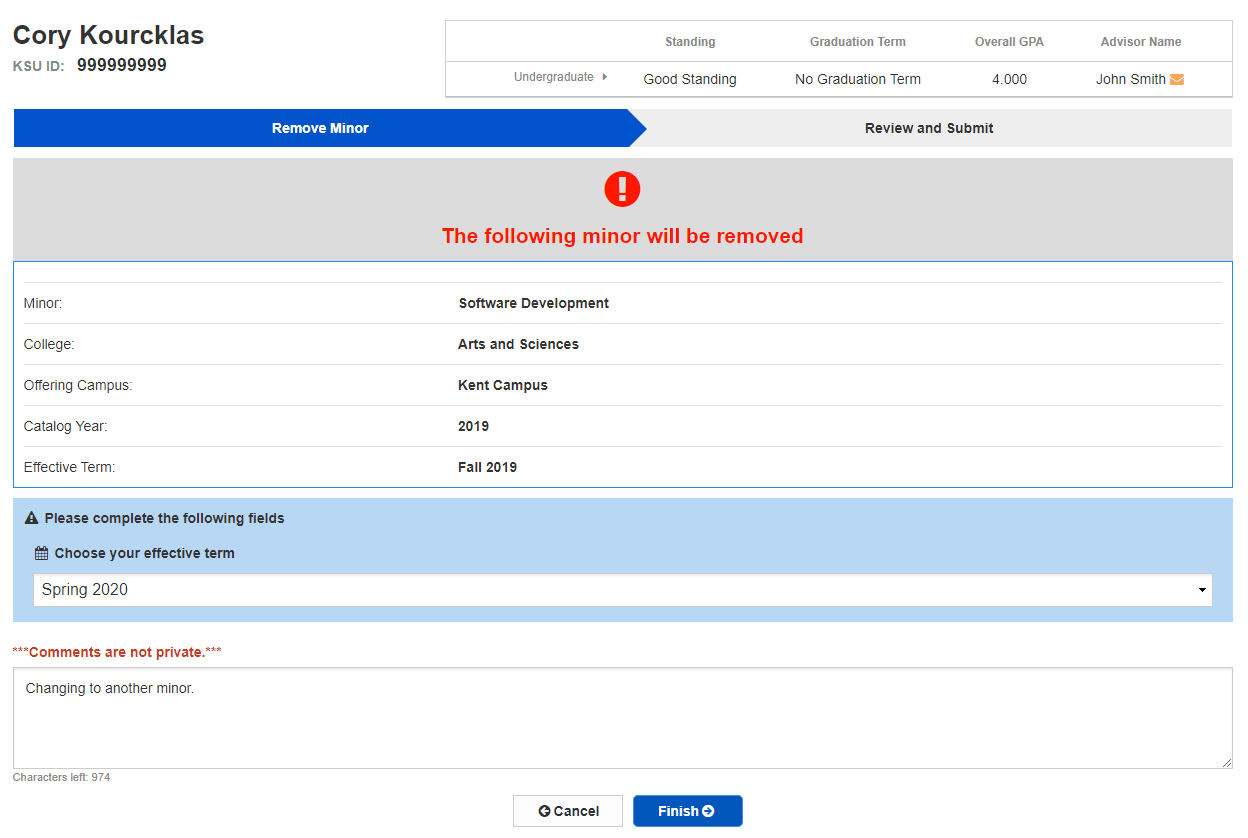 Cory Kourcklas
KSU ID: 999999999
Standing Graduation Term Overall GPA Advisor Name
Undergraduate Good Standing No Graduation Term 4.000 John Smith
Remove Minor Review and Submit
The following minor will be removed
Minor: Software Development
College: Arts and Sciences
Offering Campus: Kent Campus
Catalog Year: 2019
Effective Term: Fall 2019
Please complete the following fields
Choose your effective term
Spring 2020
***Comments are not private.***
Changing to another minor.
Characters left: 974
Cancel Finish